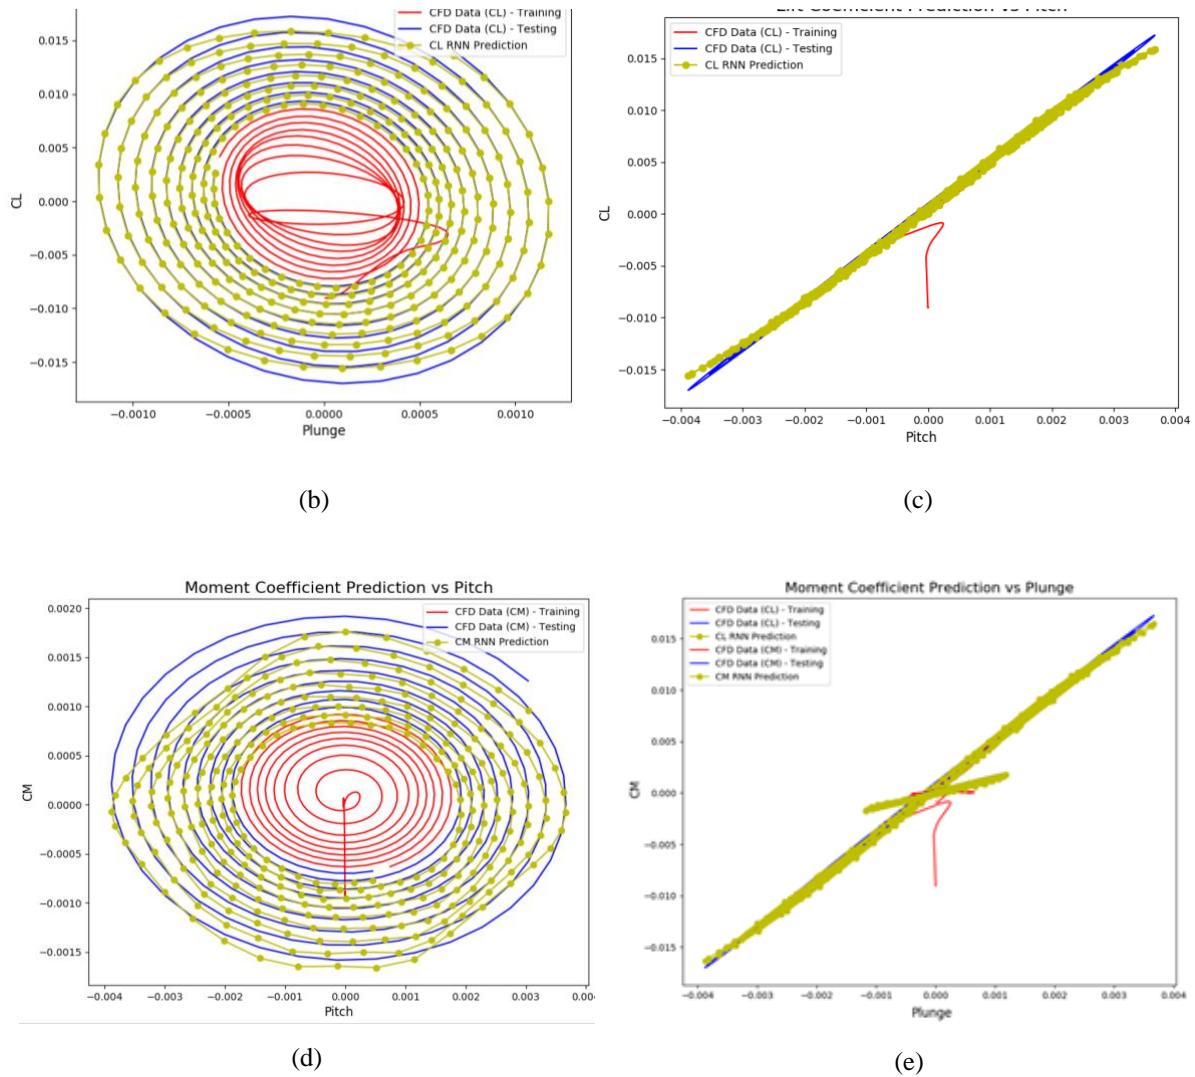 CFD Data (CL) - Training
CFD Data (CL) - Testing
CL RNN Prediction
0.015
0.010
0.005
0.000
−0.005
−0.010
−0.015
CL
−0.0010
−0.0005
0.0000
0.0005
0.0010
Plunge
(b)
Lift Coefficient Prediction vs Pitch
CFD Data (CL) - Training
CFD Data (CL) - Testing
CL RNN Prediction
0.015
0.010
0.005
0.000
−0.005
−0.010
−0.015
CL
−0.004
−0.003
−0.002
−0.001
0.000
0.001
0.002
0.003
0.004
Pitch
(c)
Moment Coefficient Prediction vs Pitch
CFD Data (CM) - Training
CFD Data (CM) - Testing
CM RNN Prediction
0.0020
0.0015
0.0010
0.0005
0.0000
−0.0005
−0.0010
−0.0015
CM
−0.004
−0.003
−0.002
−0.001
0.000
0.001
0.002
0.003
0.00
Pitch
(d)
Moment Coefficient Prediction vs Plunge
CFD Data (CL) - Training
CFD Data (CL) - Testing
CL RNN Prediction
CFD Data (CM) - Training
CFD Data (CM) - Testing
CM RNN Prediction
0.015
0.010
0.005
0.000
−0.005
−0.010
−0.015
CM
−0.004
−0.003
−0.002
−0.001
0.000
0.001
0.002
0.003
0.004
Plunge
(e)